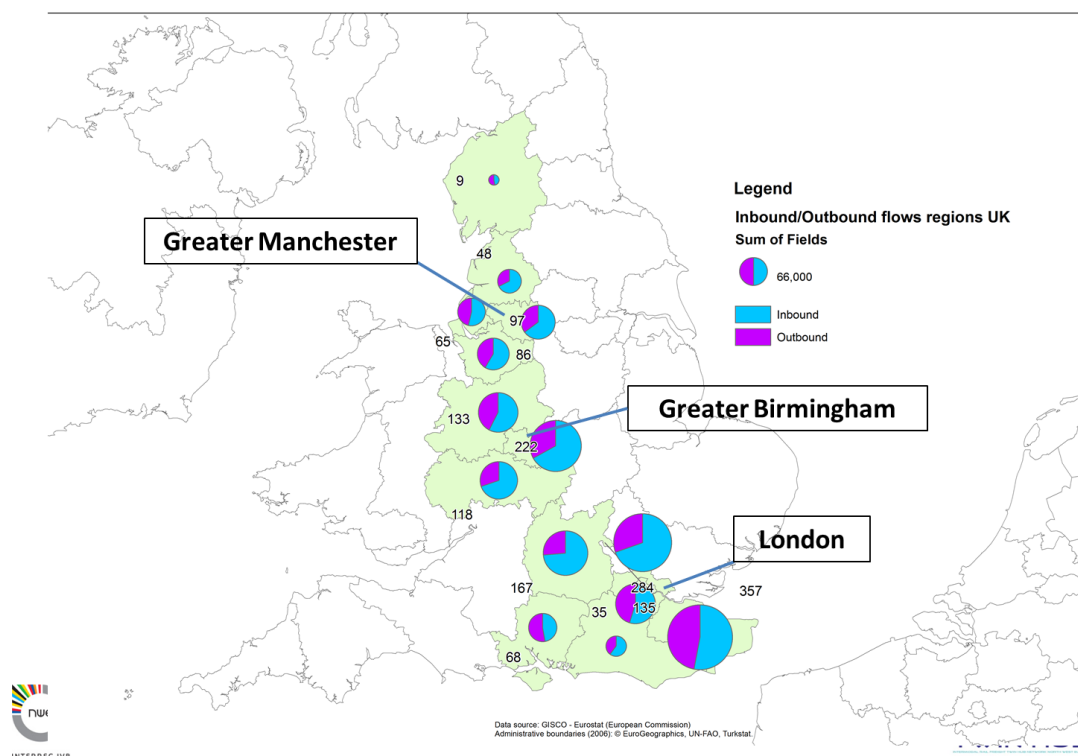 9
Legend
Inbound/Outbound flows regions UK
Sum of Fields
66,000
Inbound
Outbound
Greater Manchester
48
97
65
86
Greater Birmingham
133
222
118
London
167
284
357
35
135
68
nwe
Data source: GISCO - Eurostat (European Commission)
Administrative boundaries (2006): © EuroGeographics, UN-FAO, Turkstat.